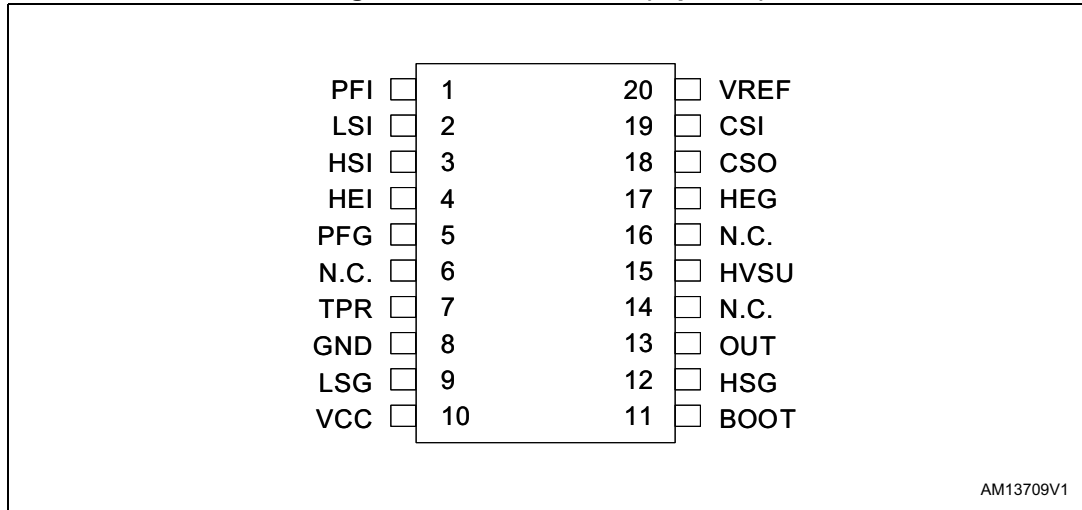 PFI 1 20 VREF
LSI 2 19 CSI
HSI 3 18 CSO
HEI 4 17 HEG
PFG 5 16 N.C.
N.C. 6 15 HVSU
TPR 7 14 N.C.
GND 8 13 OUT
LSG 9 12 HSG
VCC 10 11 BOOT
AM13709V1